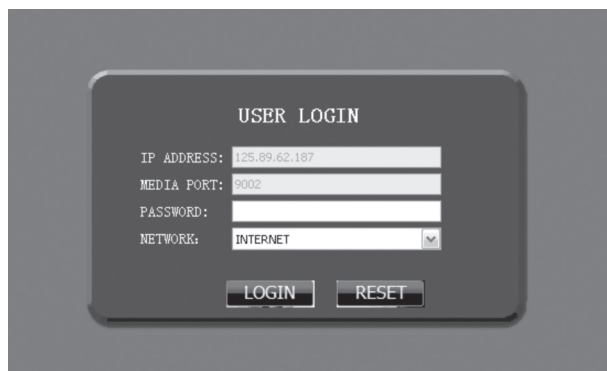 USER LOGIN
IP ADDRESS: 125.89.62.187
MEDIA PORT: 9002
PASSWORD:
NETWORK: INTERNET
LOGIN RESET